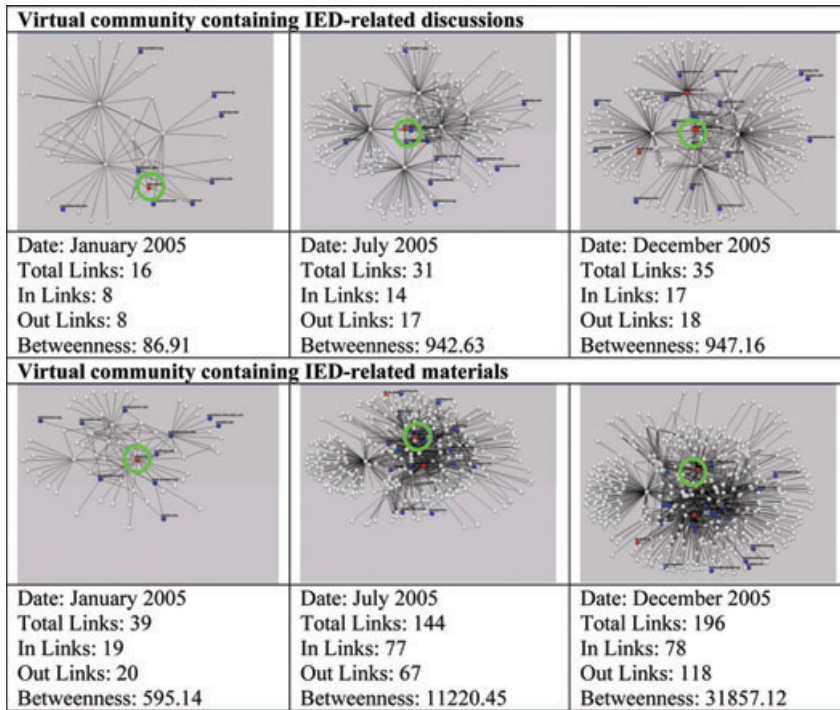 Virtual community containing IED-related discussions
Date: January 2005
Total Links: 16
In Links: 8
Out Links: 8
Betweenness: 86.91
Date: July 2005
Total Links: 31
In Links: 14
Out Links: 17
Betweenness: 942.63
Date: December 2005
Total Links: 35
In Links: 17
Out Links: 18
Betweenness: 947.16
Virtual community containing IED-related materials
Date: January 2005
Total Links: 39
In Links: 19
Out Links: 20
Betweenness: 595.14
Date: July 2005
Total Links: 144
In Links: 77
Out Links: 67
Betweenness: 11220.45
Date: December 2005
Total Links: 196
In Links: 78
Out Links: 118
Betweenness: 31857.12